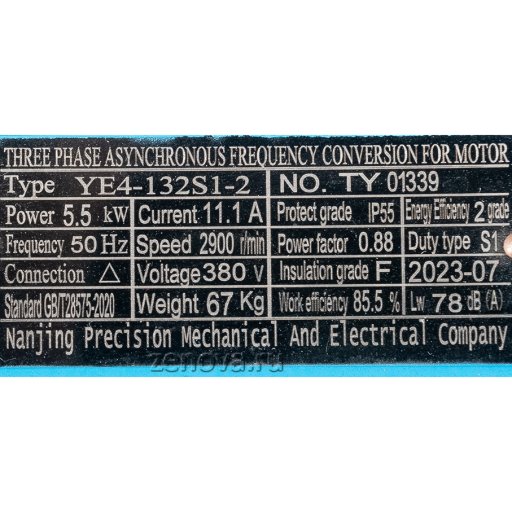 THREE PHASE ASYNCHRONOUS FREQUENCY CONVERSION FOR MOTOR
Type YE4-132S1-2 NO. TY 01339
Power 5.5 kW Current 11.1 A Protect grade IP55 Energy Efficiency 2 grade
Frequency 50 Hz Speed 2900 r/min Power factor 0.88 Duty type S1
Connection △ Voltage 380 V Insulation grade F 2023-07
Standard GB/T28575-2020 Weight 67 Kg Work efficiency 85.5 % Lw 78 dB (A)
Nanjing Precision Mechanical And Electrical Company
zenova.ru